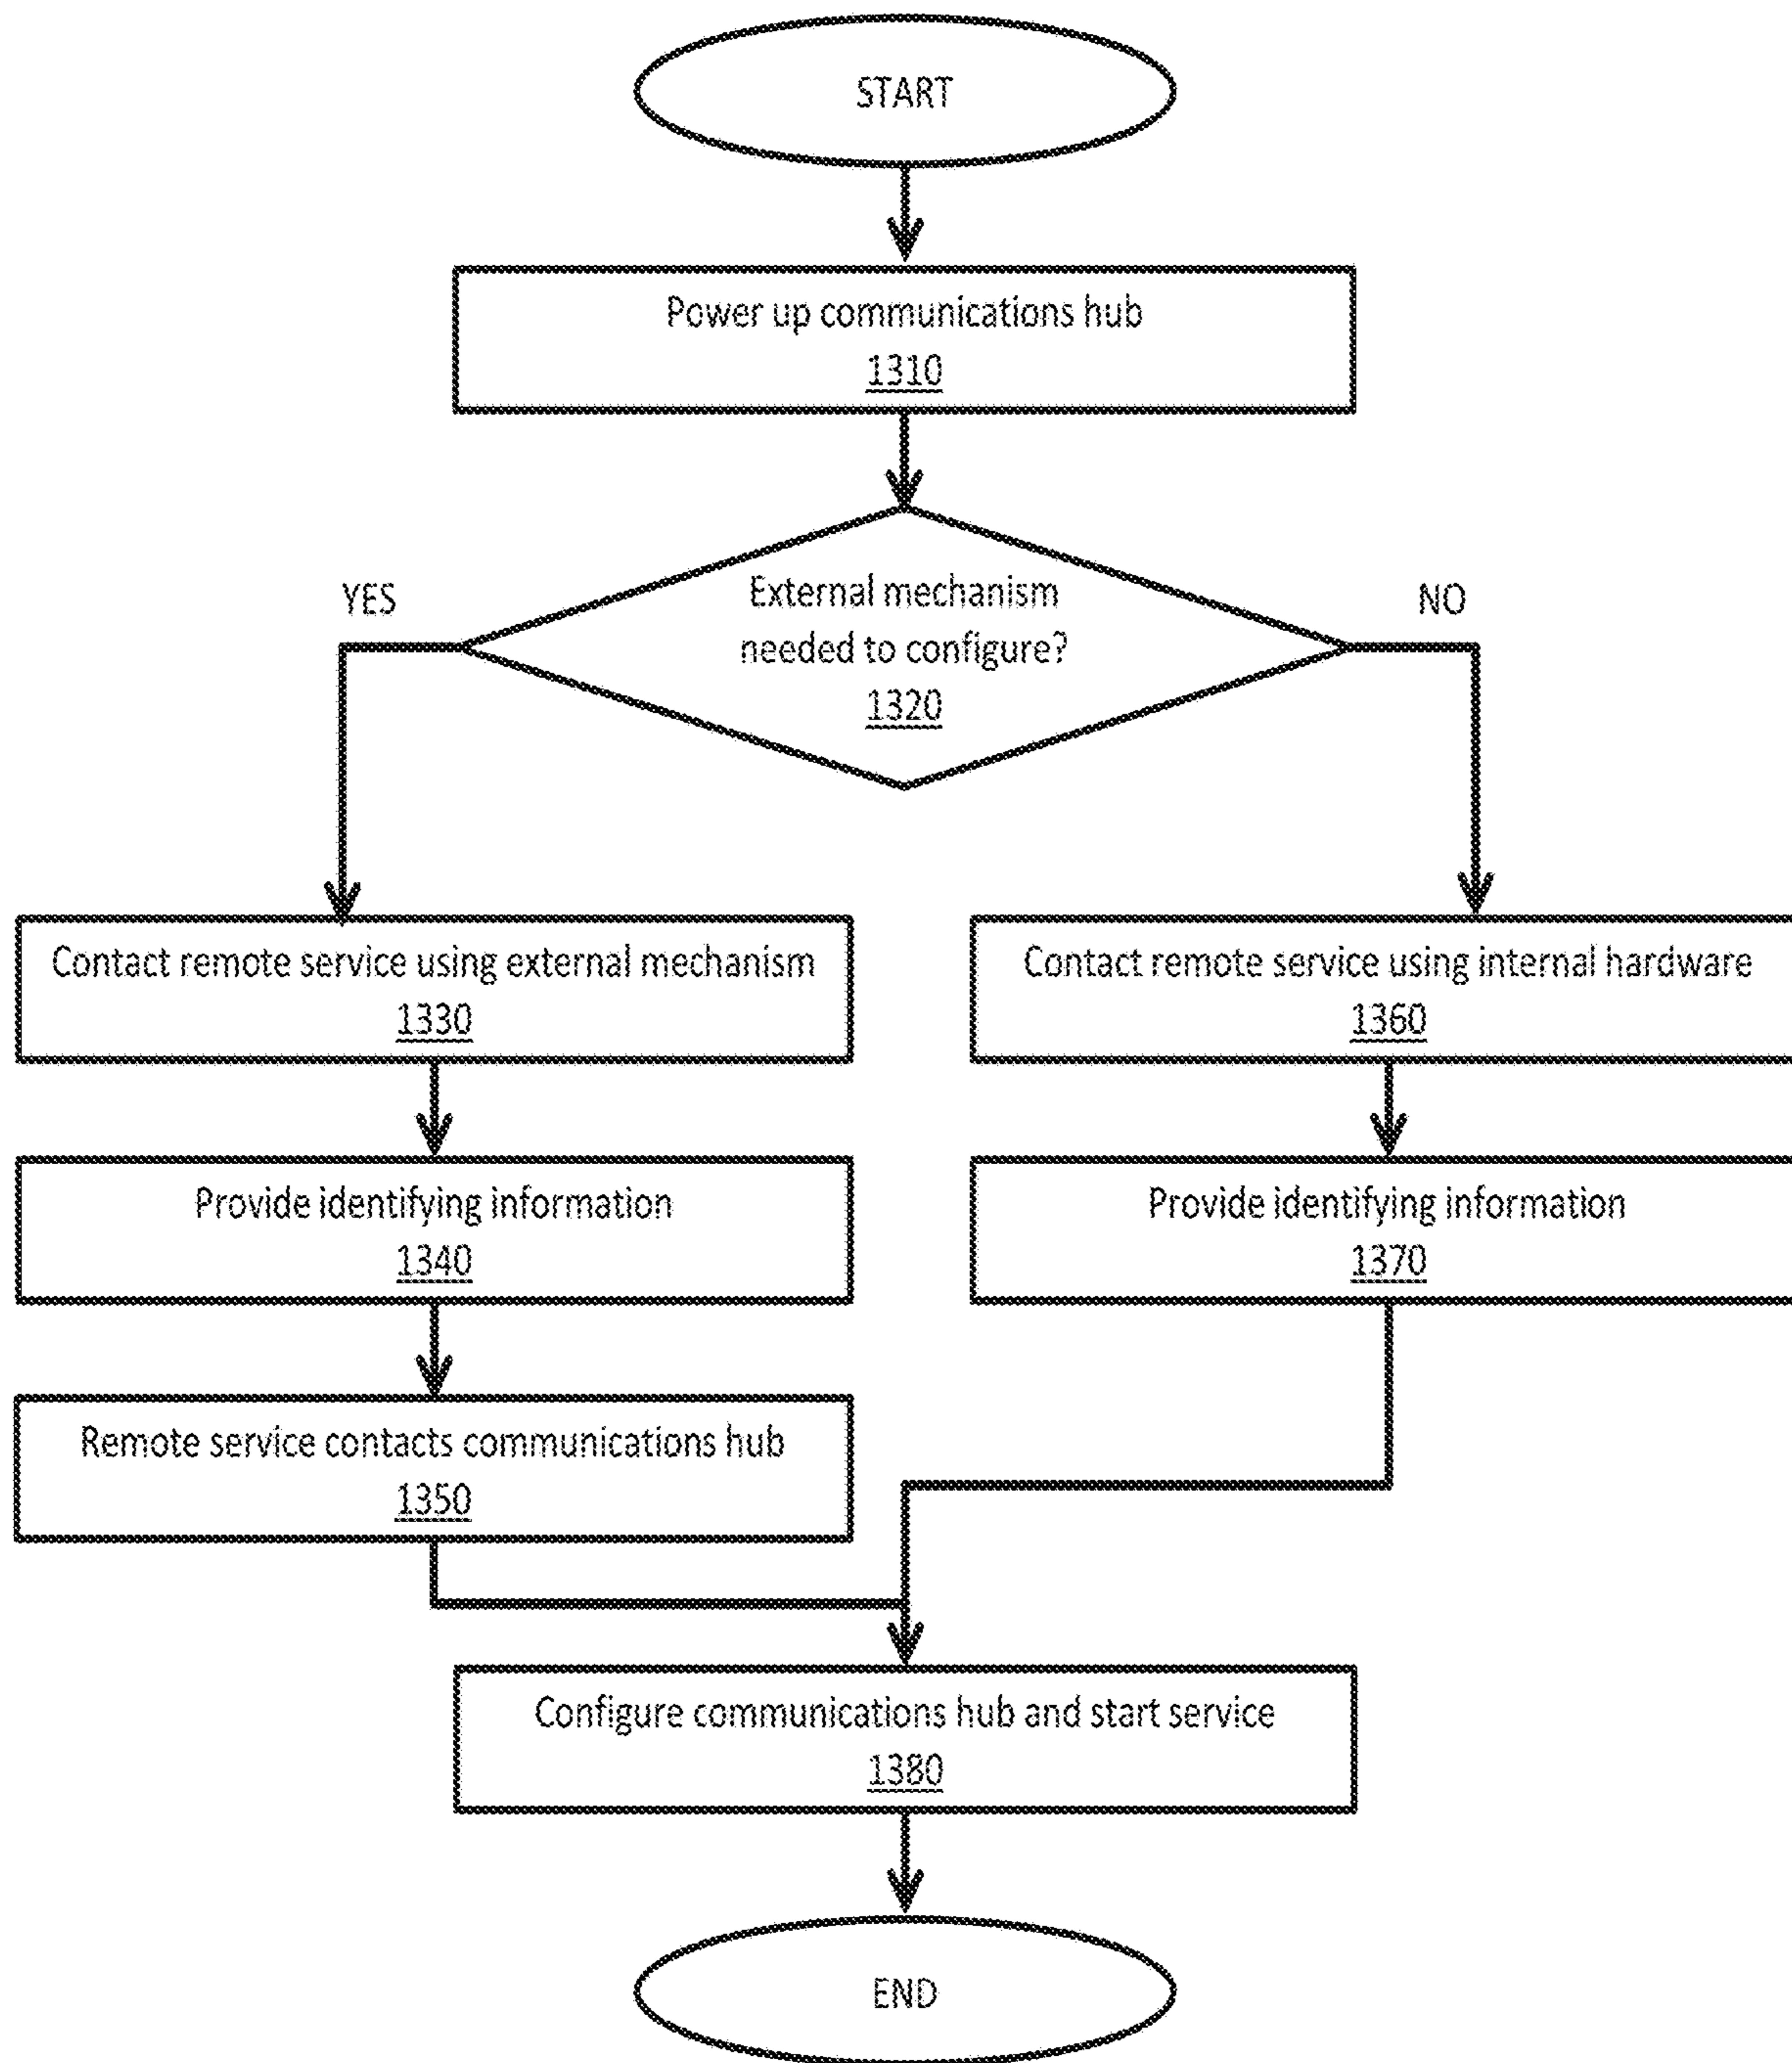 START
Power up communications hub
1310
External mechanism
needed to configure?
1320
YES
NO
Contact remote service using external mechanism
1330
Contact remote service using internal hardware
1360
Provide identifying information
1340
Provide identifying information
1370
Remote service contacts communications hub
1350
Configure communications hub and start service
1380
END